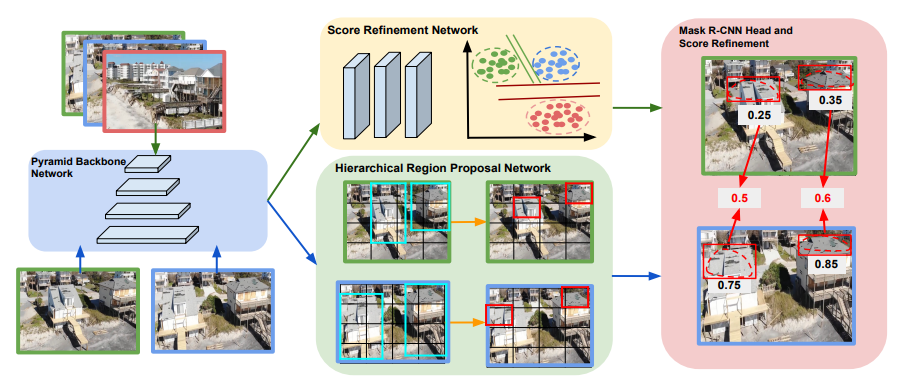 Score Refinement Network
Mask R-CNN Head and
Score Refinement
0.35
0.25
Pyramid Backbone
Network
Hierarchical Region Proposal Network
0.5
0.6
0.85
0.75